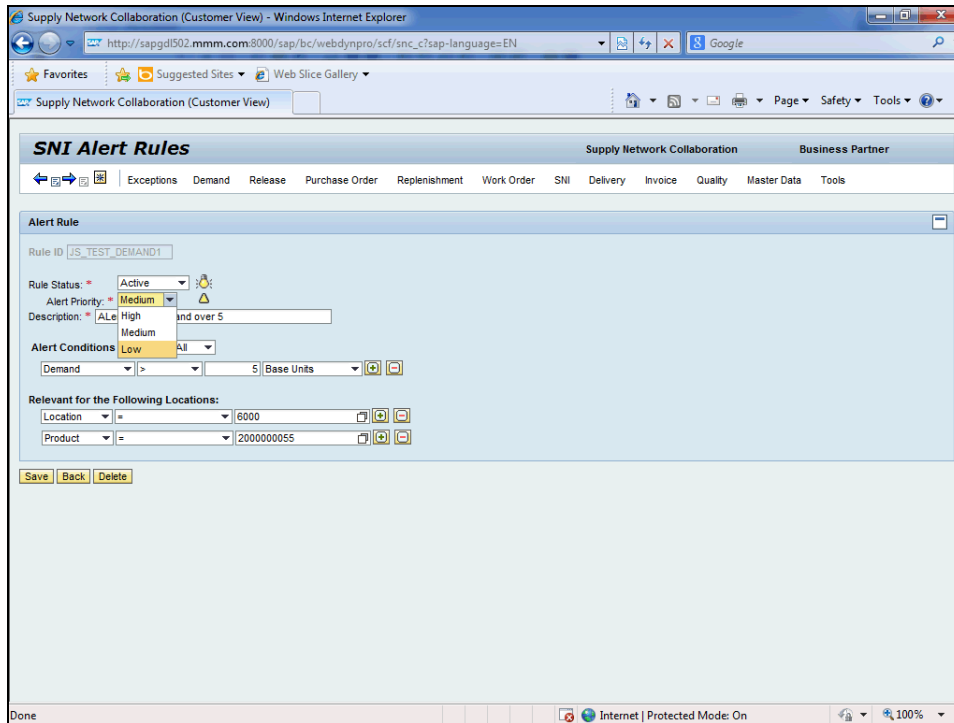 Supply Network Collaboration (Customer View) - Windows Internet Explorer
http://sapgdl502.mmm.com:8000/sap/bc/webdynpro/scf/snc_c?sap-language=EN
Google
Favorites Suggested Sites Web Slice Gallery
Supply Network Collaboration (Customer View) Page Safety Tools
SNI Alert Rules Supply Network Collaboration Business Partner
Exceptions Demand Release Purchase Order Replenishment Work Order SNI Delivery Invoice Quality Master Data Tools
Alert Rule
Rule ID JS_TEST_DEMAND1
Rule Status: * Active
Alert Priority: * Medium
Description: * ALe and over 5
High
Medium
Low
Alert Conditions All
Demand > 5 Base Units
Relevant for the Following Locations:
Location = 6000
Product = 2000000055
Save Back Delete
Done Internet | Protected Mode: On 100%